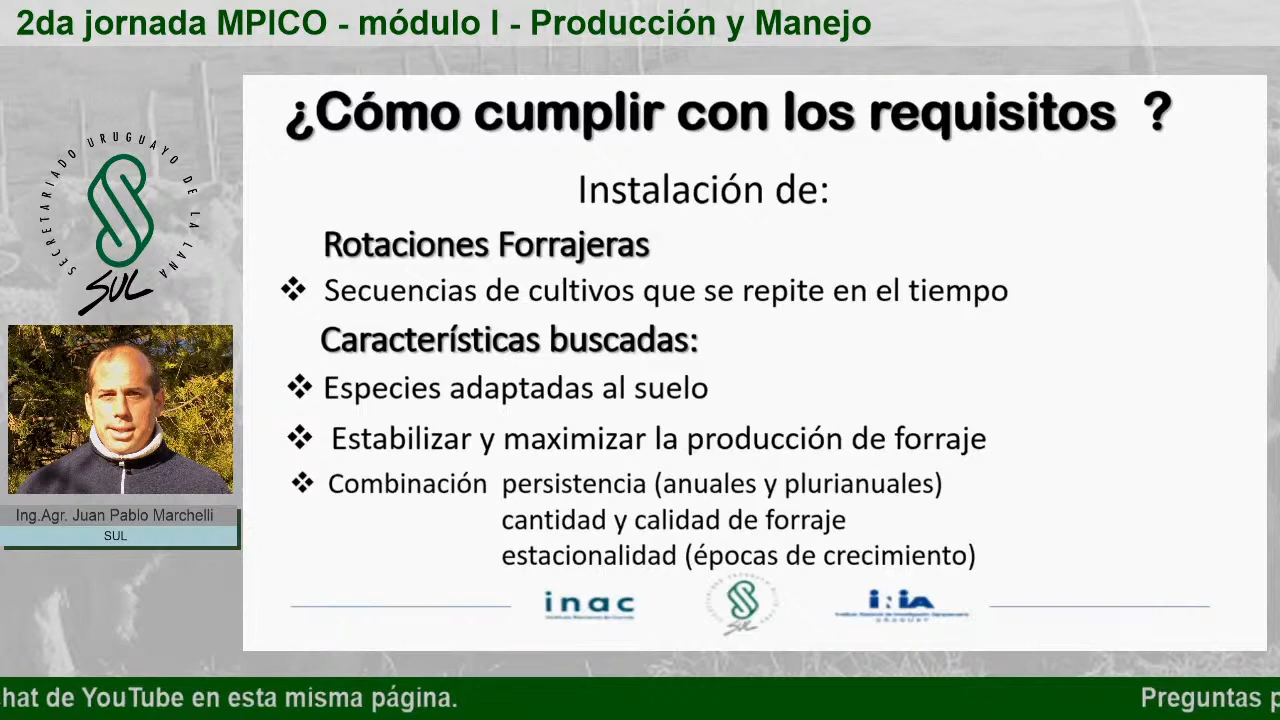 2da jornada MPICO - módulo I - Producción y Manejo
SECRETARIADO URUGUAYO DE LA LANA
SUL
Ing.Agr. Juan Pablo Marchelli
SUL
¿Cómo cumplir con los requisitos ?
Instalación de:
Rotaciones Forrajeras
❖ Secuencias de cultivos que se repite en el tiempo
Características buscadas:
❖ Especies adaptadas al suelo
❖ Estabilizar y maximizar la producción de forraje
❖ Combinación persistencia (anuales y plurianuales)
cantidad y calidad de forraje
estacionalidad (épocas de crecimiento)
inac
SUL
INIA
URUGUAY
hat de YouTube en esta misma página.
Preguntas p